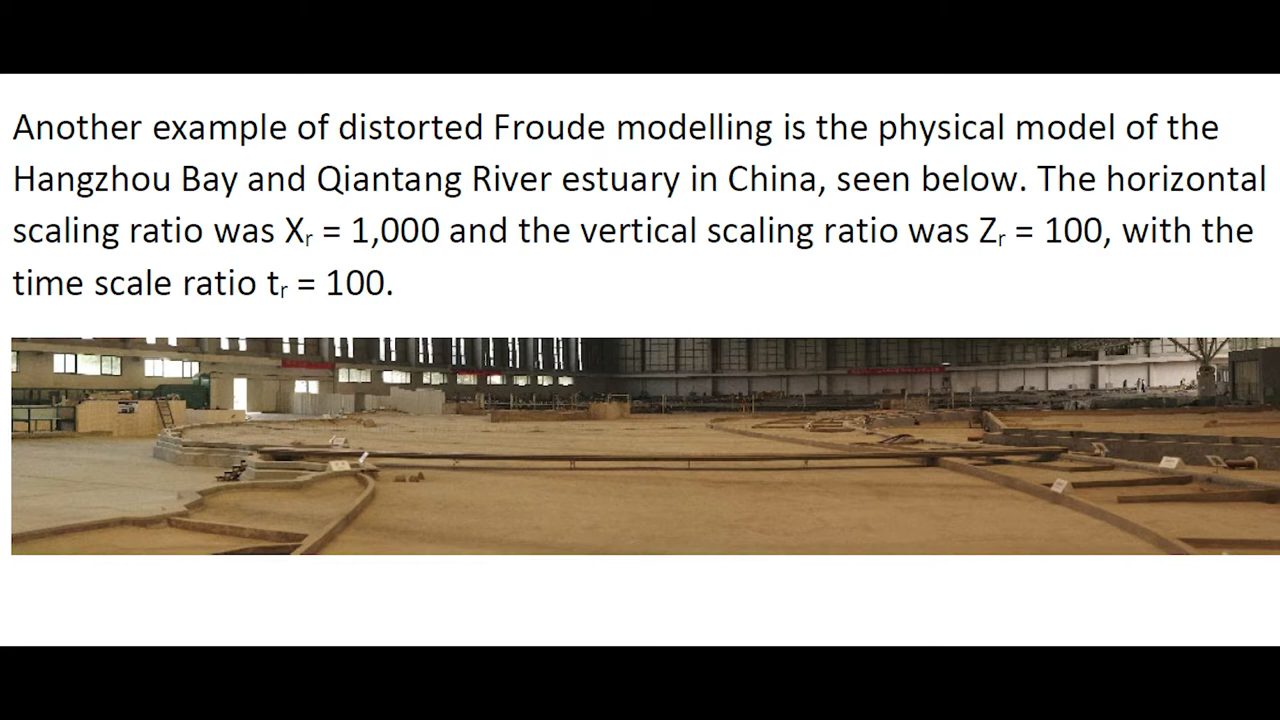 Another example of distorted Froude modelling is the physical model of the
Hangzhou Bay and Qiantang River estuary in China, seen below. The horizontal
scaling ratio was Xᵣ = 1,000 and the vertical scaling ratio was Zᵣ = 100, with the
time scale ratio tᵣ = 100.